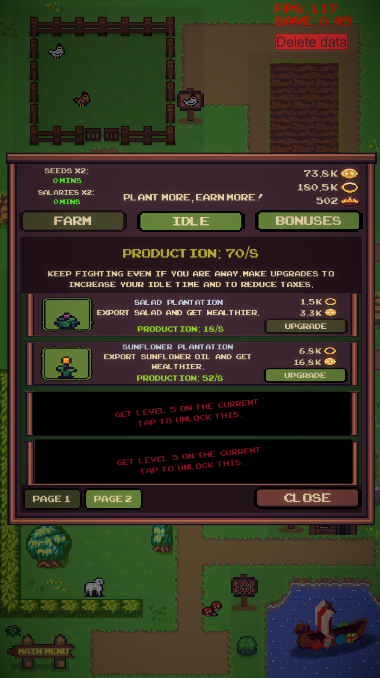 FPS: 117
SAVE: 0.49
Delete data
SEEDS X2:
0 MINS
SALARIES X2:
0 MINS
PLANT MORE, EARN MORE!
73,8K
180,5K
502
FARM
IDLE
BONUSES
PRODUCTION: 70/S
KEEP FIGHTING EVEN IF YOU ARE AWAY.MAKE UPGRADES TO
INCREASE YOUR IDLE TIME AND TO REDUCE TAXES.
SALAD PLANTATION
EXPORT SALAD AND GET WEALTHIER.
PRODUCTION: 18/S
1,5K
3,3K
UPGRADE
SUNFLOWER PLANTATION
EXPORT SUNFLOWER OIL AND GET
WEALTHIER.
PRODUCTION: 52/S
6,8K
16,8K
UPGRADE
GET LEVEL 5 ON THE CURRENT
TAP TO UNLOCK THIS.
GET LEVEL 5 ON THE CURRENT
TAP TO UNLOCK THIS.
PAGE 1
PAGE 2
CLOSE
MAIN MENU